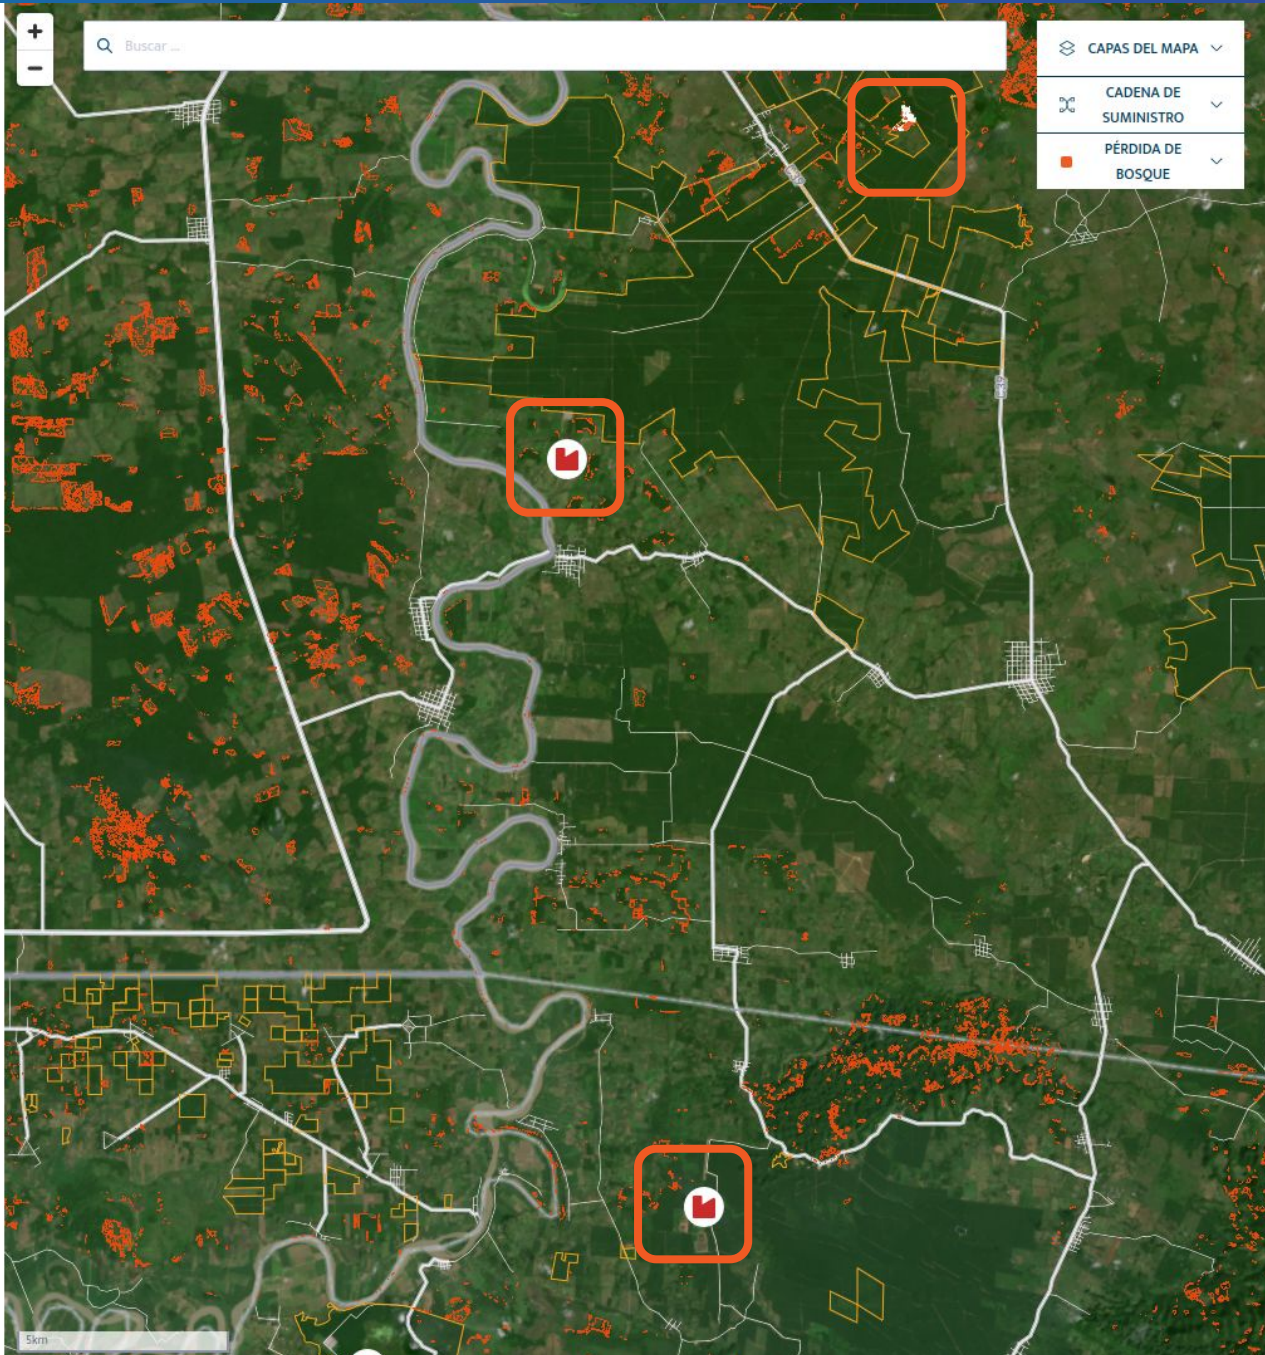 Buscar ...
CAPAS DEL MAPA
CADENA DE
SUMINISTRO
PÉRDIDA DE
BOSQUE
5km